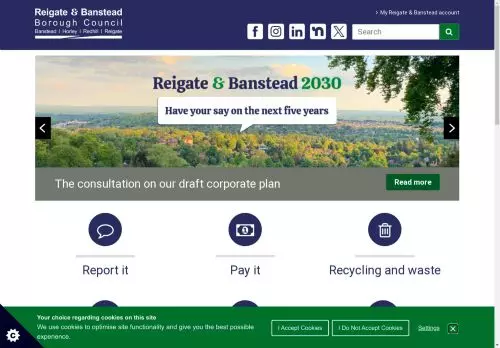 Reigate & Banstead
Borough Council
Banstead | Horley | Redhill | Reigate
> My Reigate & Banstead account
Search
Reigate & Banstead 2030
Have your say on the next five years
The consultation on our draft corporate plan
Read more
Report it
Pay it
Recycling and waste
Your choice regarding cookies on this site
We use cookies to optimise site functionality and give you the best possible
experience.
I Accept Cookies
I Do Not Accept Cookies
Settings